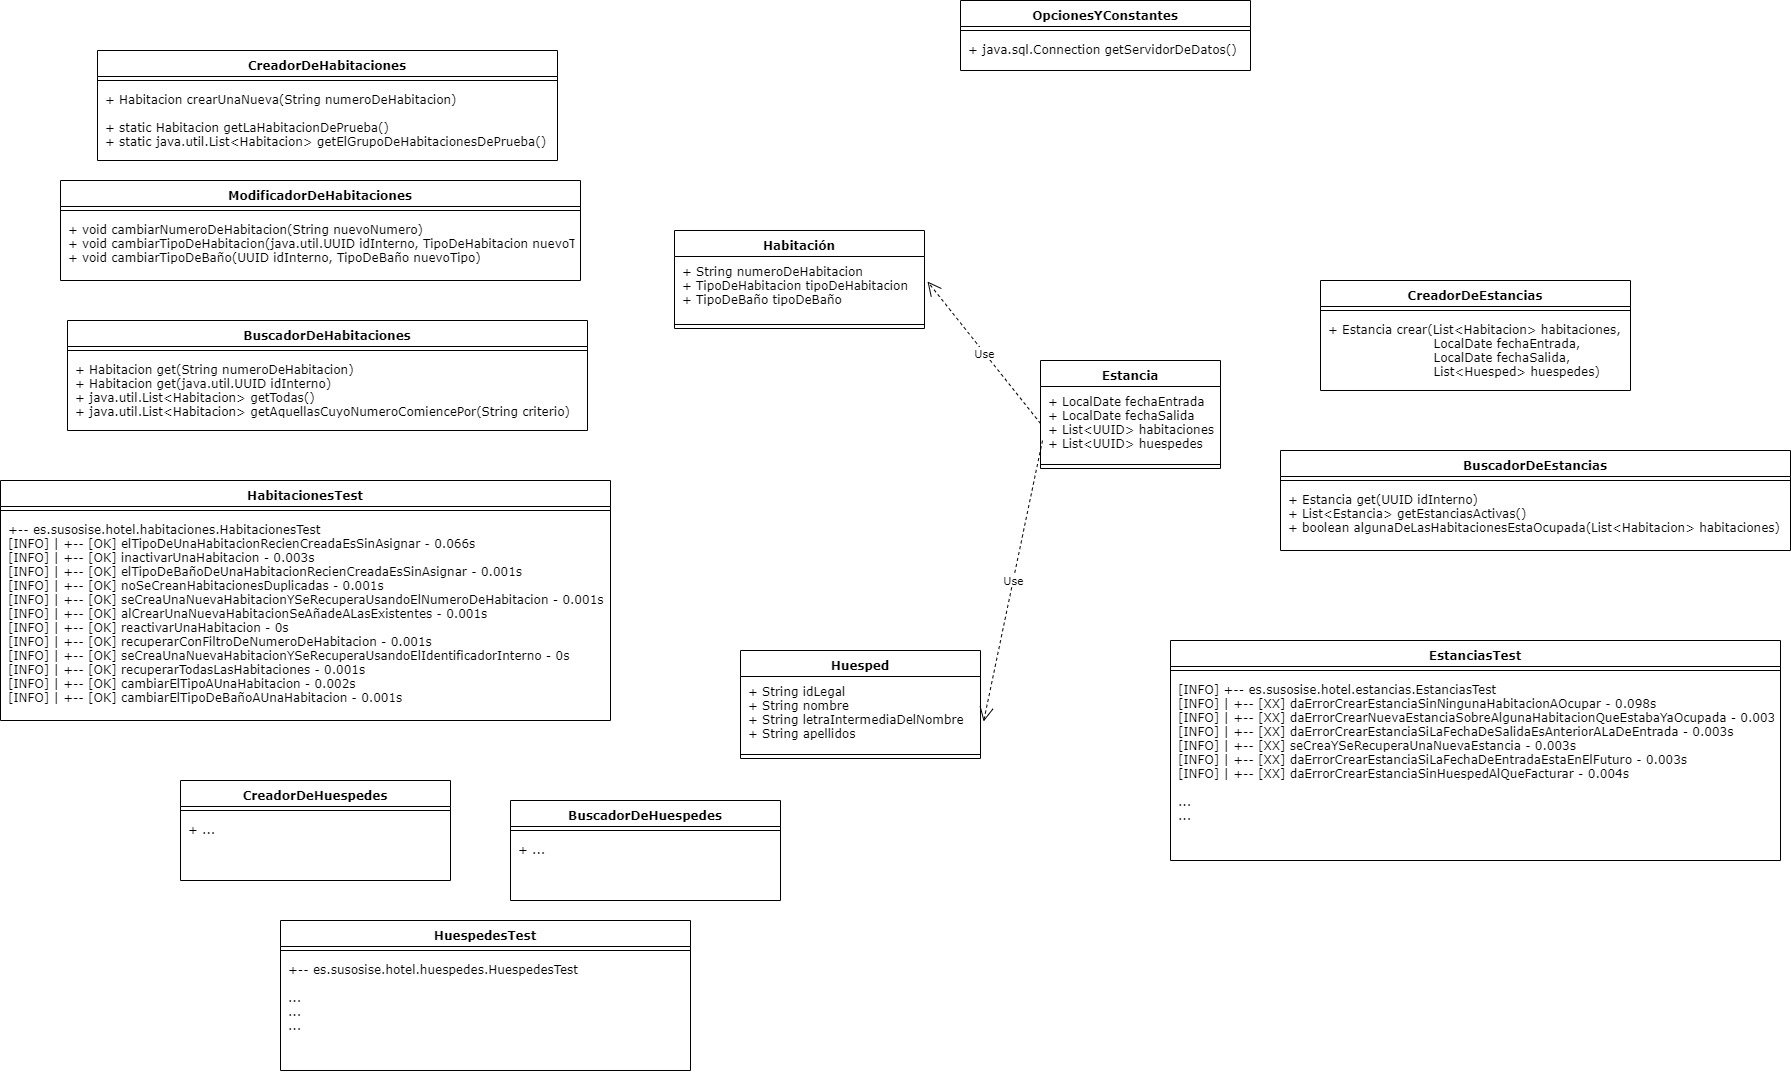 OpcionesYConstantes
+ java.sql.Connection getServidorDeDatos()
CreadorDeHabitaciones
+ Habitacion crearUnaNueva(String numeroDeHabitacion)
+ static Habitacion getLaHabitacionDePrueba()
+ static java.util.List<Habitacion> getElGrupoDeHabitacionesDePrueba()
ModificadorDeHabitaciones
+ void cambiarNumeroDeHabitacion(String nuevoNumero)
+ void cambiarTipoDeHabitacion(java.util.UUID idInterno, TipoDeHabitacion nuevoT
+ void cambiarTipoDeBaño(UUID idInterno, TipoDeBaño nuevoTipo)
BuscadorDeHabitaciones
+ Habitacion get(String numeroDeHabitacion)
+ Habitacion get(java.util.UUID idInterno)
+ java.util.List<Habitacion> getTodas()
+ java.util.List<Habitacion> getAquellasCuyoNumeroComiencePor(String criterio)
Habitación
+ String numeroDeHabitacion
+ TipoDeHabitacion tipoDeHabitacion
+ TipoDeBaño tipoDeBaño
Use
Estancia
+ LocalDate fechaEntrada
+ LocalDate fechaSalida
+ List<UUID> habitaciones
+ List<UUID> huespedes
Use
CreadorDeEstancias
+ Estancia crear(List<Habitacion> habitaciones,
LocalDate fechaEntrada,
LocalDate fechaSalida,
List<Huesped> huespedes)
BuscadorDeEstancias
+ Estancia get(UUID idInterno)
+ List<Estancia> getEstanciasActivas()
+ boolean algunaDeLasHabitacionesEstaOcupada(List<Habitacion> habitaciones)
HabitacionesTest
+-- es.susosise.hotel.habitaciones.HabitacionesTest
[INFO] | +-- [OK] elTipoDeUnaHabitacionRecienCreadaEsSinAsignar - 0.066s
[INFO] | +-- [OK] inactivarUnaHabitacion - 0.003s
[INFO] | +-- [OK] elTipoDeBañoDeUnaHabitacionRecienCreadaEsSinAsignar - 0.001s
[INFO] | +-- [OK] noSeCreanHabitacionesDuplicadas - 0.001s
[INFO] | +-- [OK] seCreaUnaNuevaHabitacionYSeRecuperaUsandoElNumeroDeHabitacion - 0.001s
[INFO] | +-- [OK] alCrearUnaNuevaHabitacionSeAñadeALasExistentes - 0.001s
[INFO] | +-- [OK] reactivarUnaHabitacion - 0s
[INFO] | +-- [OK] recuperarConFiltroDeNumeroDeHabitacion - 0.001s
[INFO] | +-- [OK] seCreaUnaNuevaHabitacionYSeRecuperaUsandoElIdentificadorInterno - 0s
[INFO] | +-- [OK] recuperarTodasLasHabitaciones - 0.001s
[INFO] | +-- [OK] cambiarElTipoAUnaHabitacion - 0.002s
[INFO] | +-- [OK] cambiarElTipoDeBañoAUnaHabitacion - 0.001s
Huesped
+ String idLegal
+ String nombre
+ String letraIntermediaDelNombre
+ String apellidos
EstanciasTest
[INFO] +-- es.susosise.hotel.estancias.EstanciasTest
[INFO] | +-- [XX] daErrorCrearEstanciaSinNingunaHabitacionAOcupar - 0.098s
[INFO] | +-- [XX] daErrorCrearNuevaEstanciaSobreAlgunaHabitacionQueEstabaYaOcupada - 0.003
[INFO] | +-- [XX] daErrorCrearEstanciaSiLaFechaDeSalidaEsAnteriorALaDeEntrada - 0.003s
[INFO] | +-- [XX] seCreaYSeRecuperaUnaNuevaEstancia - 0.003s
[INFO] | +-- [XX] daErrorCrearEstanciaSiLaFechaDeEntradaEstaEnElFuturo - 0.003s
[INFO] | +-- [XX] daErrorCrearEstanciaSinHuespedAlQueFacturar - 0.004s
...
...
CreadorDeHuespedes
+ ...
BuscadorDeHuespedes
+ ...
HuespedesTest
+-- es.susosise.hotel.huespedes.HuespedesTest
...
...
...